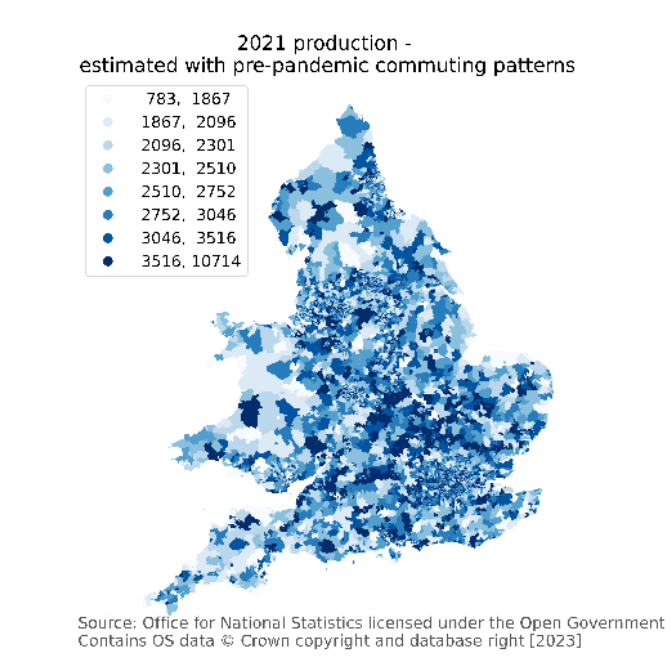 2021 production -
estimated with pre-pandemic commuting patterns
783, 1867
1867, 2096
2096, 2301
2301, 2510
2510, 2752
2752, 3046
3046, 3516
3516, 10714
Source: Office for National Statistics licensed under the Open Government
Contains OS data © Crown copyright and database right [2023]